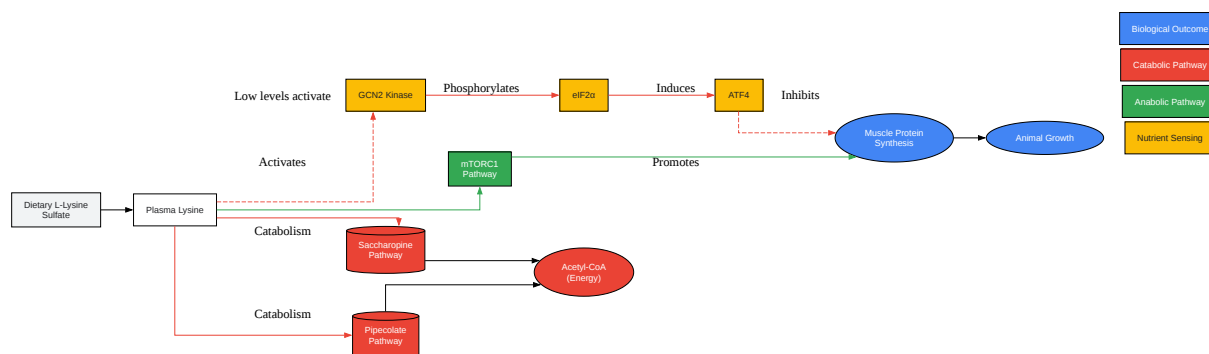 Biological Outcome
Catabolic Pathway
Anabolic Pathway
Nutrient Sensing
Low levels activate
GCN2 Kinase
Phosphorylates
eIF2α
Induces
ATF4
Inhibits
Muscle Protein
Synthesis
Animal Growth
Activates
mTORC1
Pathway
Promotes
Dietary L-Lysine
Sulfate
Plasma Lysine
Catabolism
Saccharopine
Pathway
Acetyl-CoA
(Energy)
Catabolism
Pipecolate
Pathway